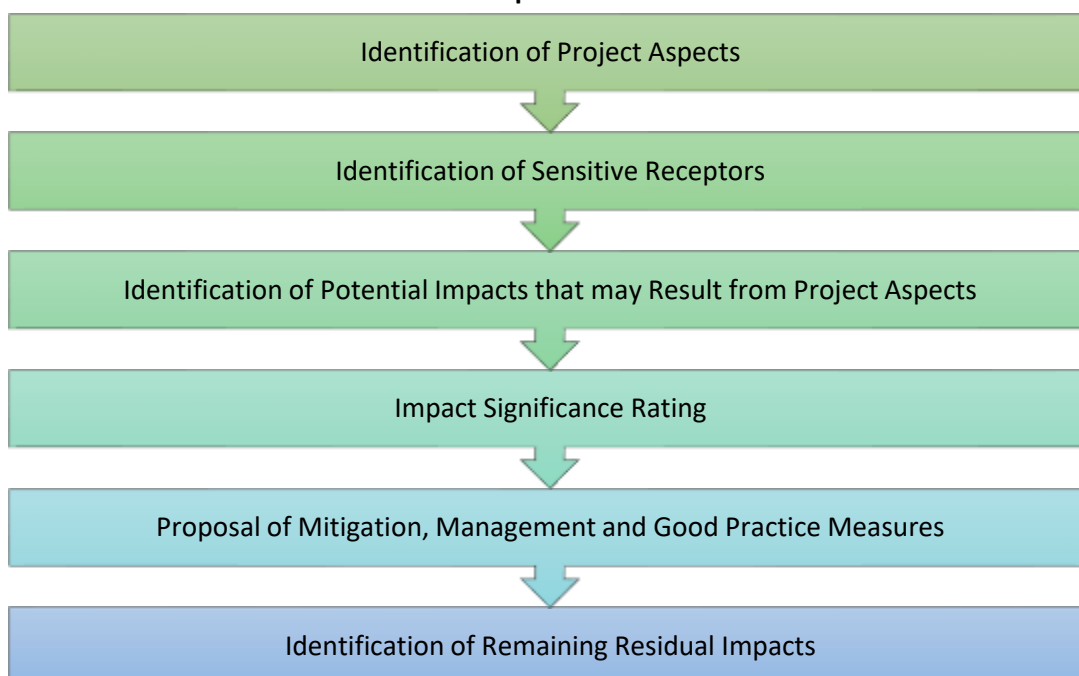 Identification of Project Aspects
Identification of Sensitive Receptors
Identification of Potential Impacts that may Result from Project Aspects
Impact Significance Rating
Proposal of Mitigation, Management and Good Practice Measures
Identification of Remaining Residual Impacts